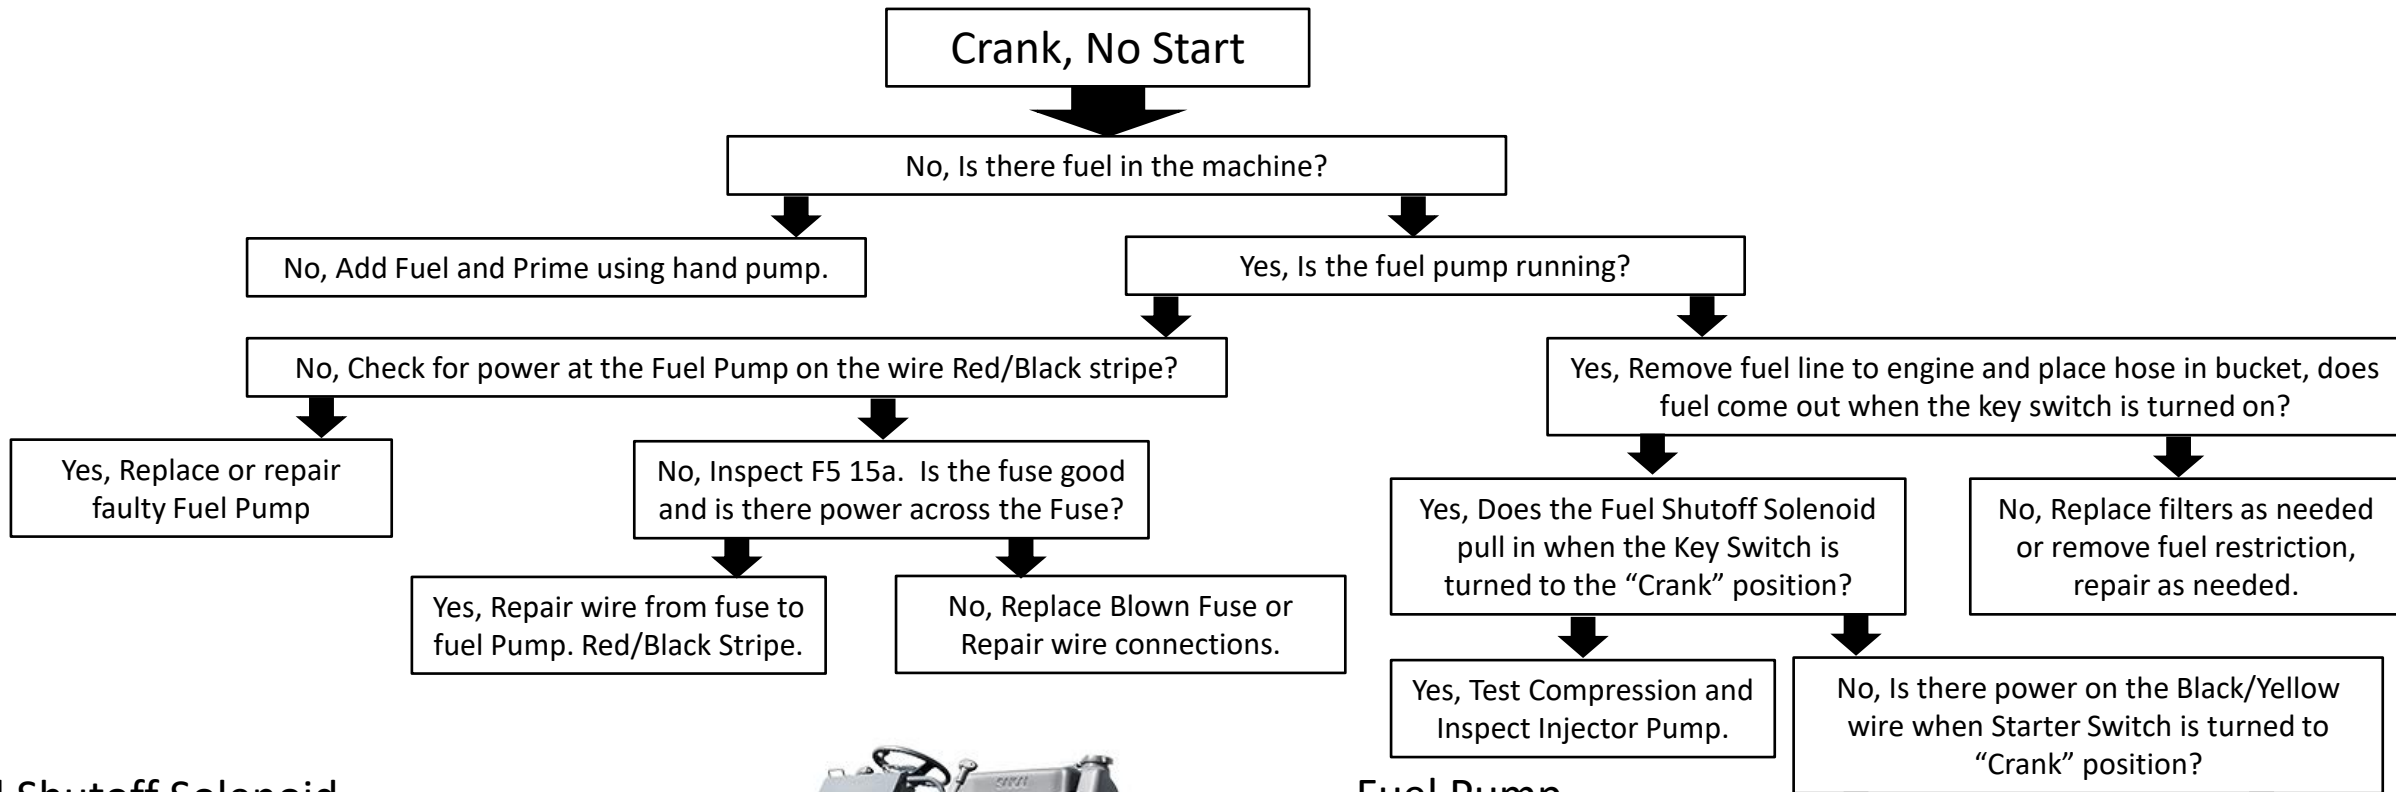 Crank, No Start
No, Is there fuel in the machine?
No, Add Fuel and Prime using hand pump.
Yes, Is the fuel pump running?
No, Check for power at the Fuel Pump on the wire Red/Black stripe?
Yes, Remove fuel line to engine and place hose in bucket, does
fuel come out when the key switch is turned on?
Yes, Replace or repair
faulty Fuel Pump
No, Inspect F5 15a. Is the fuse good
and is there power across the Fuse?
Yes, Does the Fuel Shutoff Solenoid
pull in when the Key Switch is
turned to the “Crank” position?
No, Replace filters as needed
or remove fuel restriction,
repair as needed.
Yes, Repair wire from fuse to
fuel Pump. Red/Black Stripe.
No, Replace Blown Fuse or
Repair wire connections.
Yes, Test Compression and
Inspect Injector Pump.
No, Is there power on the Black/Yellow
wire when Starter Switch is turned to
“Crank” position?
Shutoff Solenoid
SAKAI
Fuel Pump